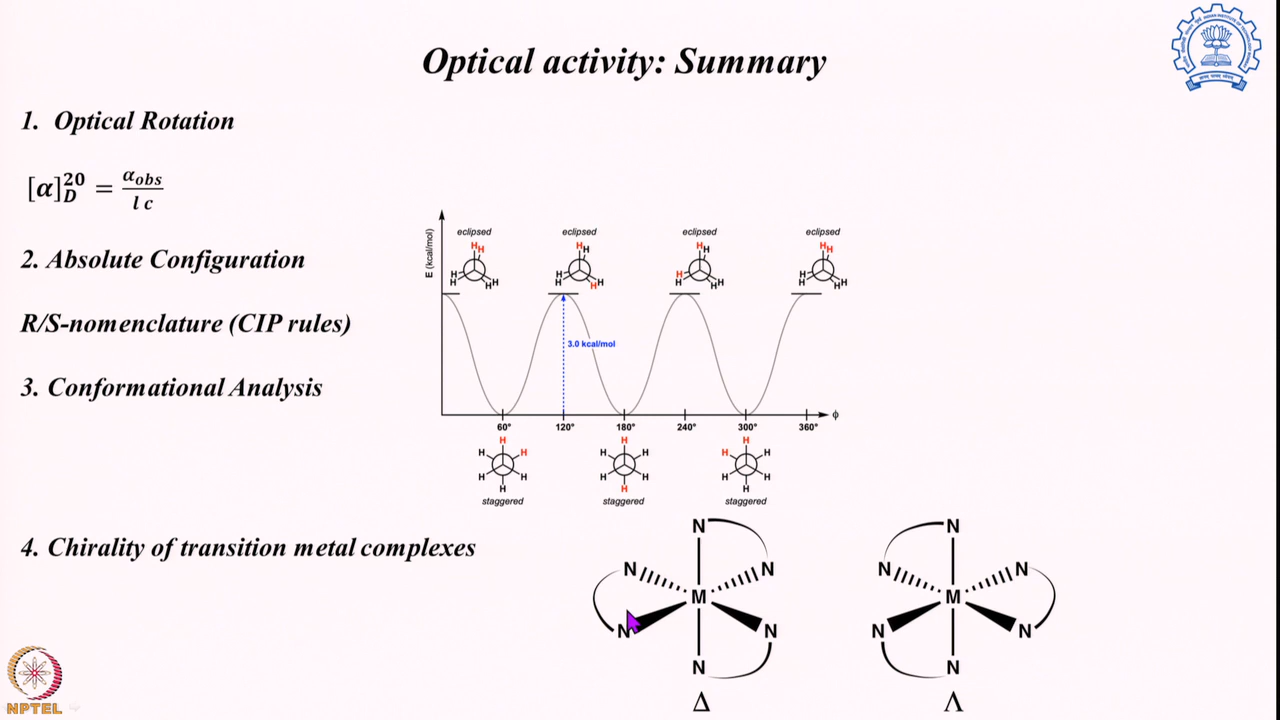 Optical activity: Summary
1. Optical Rotation
[α]²⁰_D = α_obs / l c
2. Absolute Configuration
R/S-nomenclature (CIP rules)
3. Conformational Analysis
E (kcal/mol)
eclipsed eclipsed eclipsed eclipsed
H H H H H H
H H H H H H
H H H H H H
H H H H H H
3.0 kcal/mol
60° 120° 180° 240° 300° 360° ϕ
H H H H H H
H H H H H H
H H H H H H
staggered staggered staggered
4. Chirality of transition metal complexes
N N
N N N N
M M
N N N N
N N
Δ Λ
NPTEL